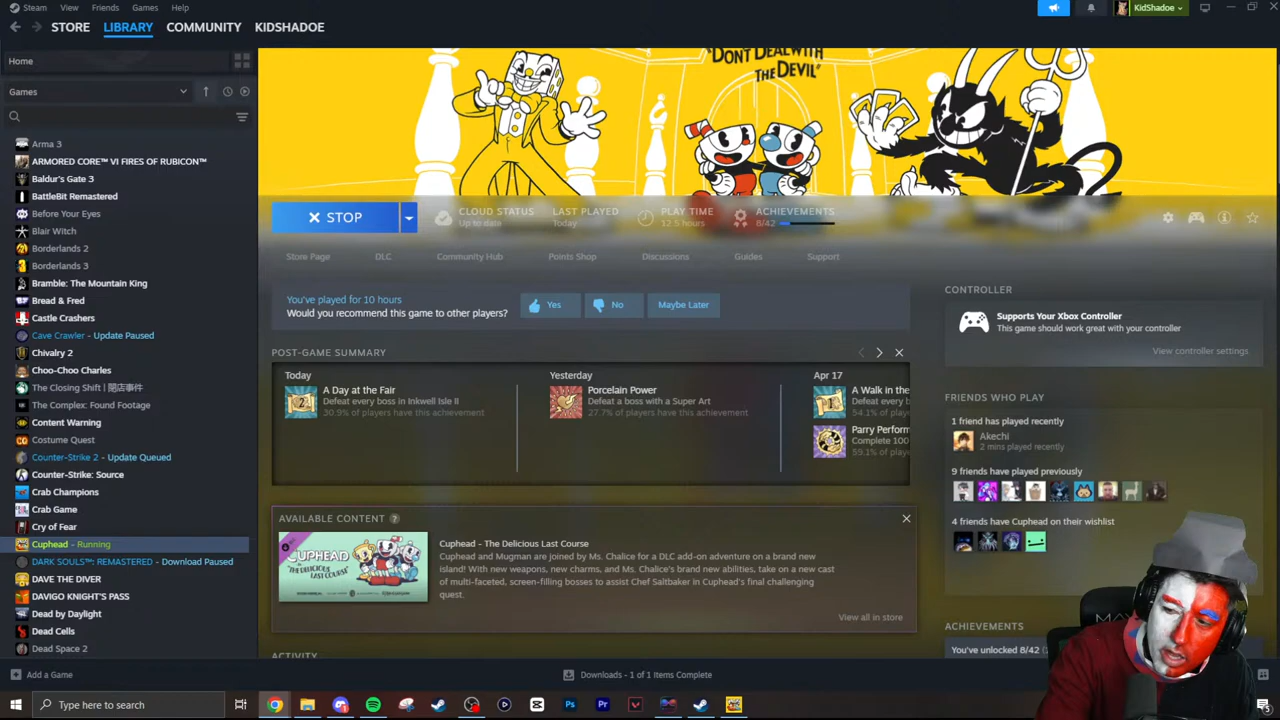 Steam View Friends Games Help
KidShadoe
STORE LIBRARY COMMUNITY KIDSHADOE
Home
Games
"DON'T DEAL WITH
THE DEVIL"
Arma 3
ARMORED CORE™ VI FIRES OF RUBICON™
Baldur's Gate 3
BattleBit Remastered
Before Your Eyes
Blair Witch
Borderlands 2
Borderlands 3
Bramble: The Mountain King
Bread & Fred
Castle Crashers
Cave Crawler - Update Paused
Chivalry 2
Choo-Choo Charles
The Closing Shift | 閉店事件
The Complex: Found Footage
Content Warning
Costume Quest
Counter-Strike 2 - Update Queued
Counter-Strike: Source
Crab Champions
Crab Game
Cry of Fear
Cuphead - Running
DARK SOULS™: REMASTERED - Download Paused
DAVE THE DIVER
DAVIGO KNIGHT'S PASS
Dead by Daylight
Dead Cells
Dead Space 2
STOP
CLOUD STATUS
Up to date
LAST PLAYED
Today
PLAY TIME
12.5 hours
ACHIEVEMENTS
8/42
Store Page DLC Community Hub Points Shop Discussions Guides Support
You've played for 10 hours
Would you recommend this game to other players?
Yes No Maybe Later
POST-GAME SUMMARY
Today
A Day at the Fair
Defeat every boss in Inkwell Isle II
30.9% of players have this achievement
Yesterday
Porcelain Power
Defeat a boss with a Super Art
27.7% of players have this achievement
Apr 17
A Walk in the
Defeat every b
54.1% of playe
Parry Perform
Complete 100
59.1% of playe
AVAILABLE CONTENT ?
CUPHEAD
THE DELICIOUS LAST COURSE
Cuphead - The Delicious Last Course
Cuphead and Mugman are joined by Ms. Chalice for a DLC add-on adventure on a brand new
island! With new weapons, new charms, and Ms. Chalice's brand new abilities, take on a new cast
of multi-faceted, screen-filling bosses to assist Chef Saltbaker in Cuphead's final challenging
quest.
View all in store
ACTIVITY
CONTROLLER
Supports Your Xbox Controller
This game should work great with your controller
View controller settings
FRIENDS WHO PLAY
1 friend has played recently
Akechi
2 mins played recently
9 friends have played previously
4 friends have Cuphead on their wishlist
ACHIEVEMENTS
You've unlocked 8/42
Add a Game
Downloads - 1 of 1 Items Complete
Type here to search